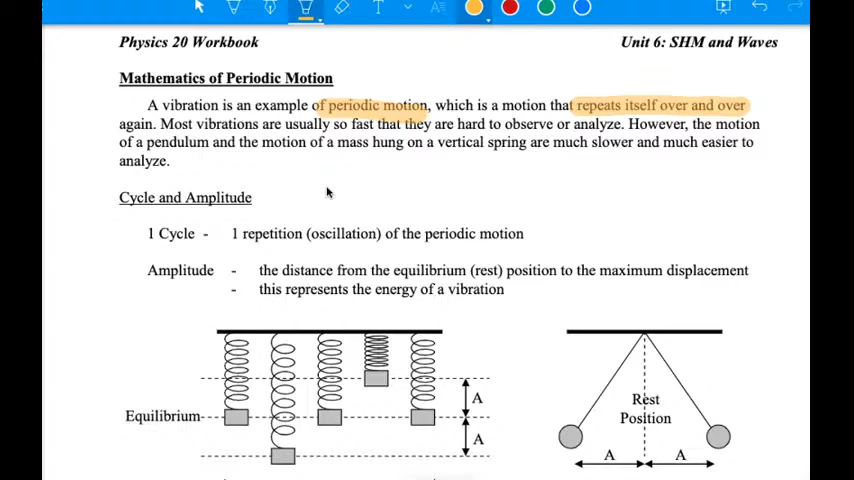 Physics 20 Workbook Unit 6: SHM and Waves
Mathematics of Periodic Motion
A vibration is an example of periodic motion, which is a motion that repeats itself over and over
again. Most vibrations are usually so fast that they are hard to observe or analyze. However, the motion
of a pendulum and the motion of a mass hung on a vertical spring are much slower and much easier to
analyze.
Cycle and Amplitude
1 Cycle - 1 repetition (oscillation) of the periodic motion
Amplitude - the distance from the equilibrium (rest) position to the maximum displacement
- this represents the energy of a vibration
Equilibrium
A
A
Rest
Position
A A